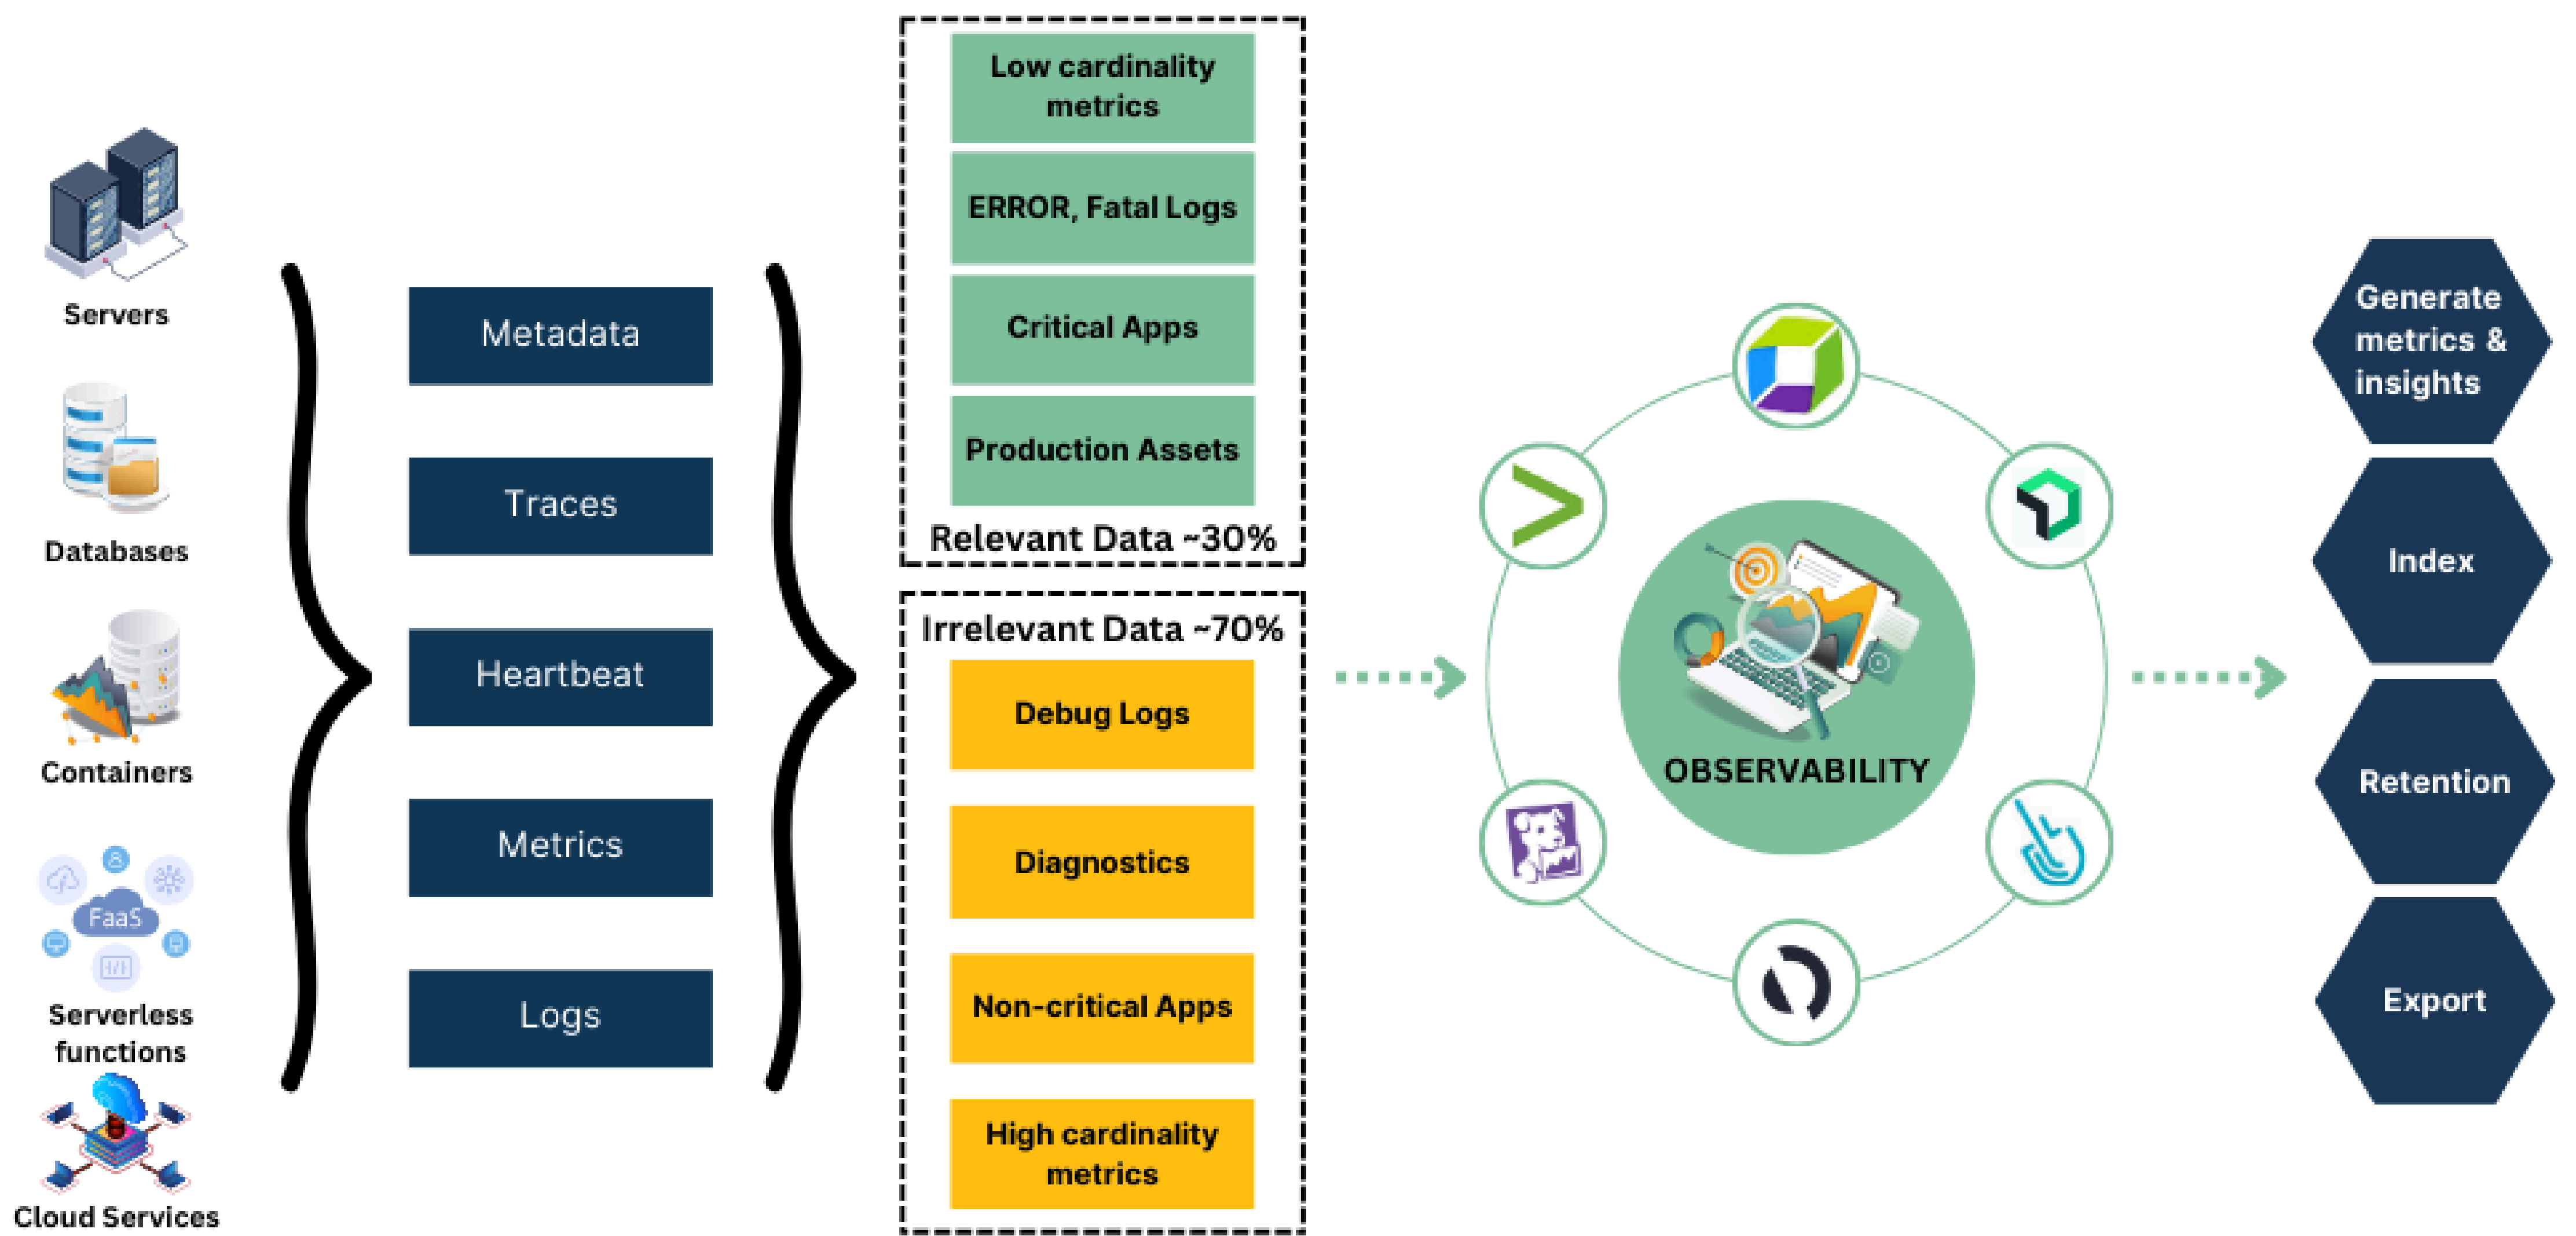 Servers
Databases
Containers
FaaS
Serverless
functions
Cloud Services
Metadata
Traces
Heartbeat
Metrics
Logs
Low cardinality
metrics
ERROR, Fatal Logs
Critical Apps
Production Assets
Relevant Data ~30%
Irrelevant Data ~70%
Debug Logs
Diagnostics
Non-critical Apps
High cardinality
metrics
OBSERVABILITY
Generate
metrics &
insights
Index
Retention
Export